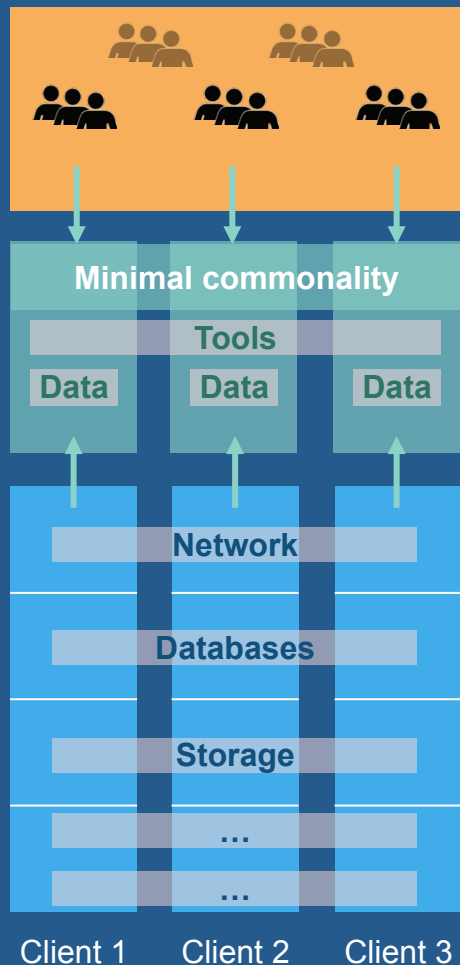 Minimal commonality
Tools
Data Data Data
Network
Databases
Storage
...
...
Client 1 Client 2 Client 3